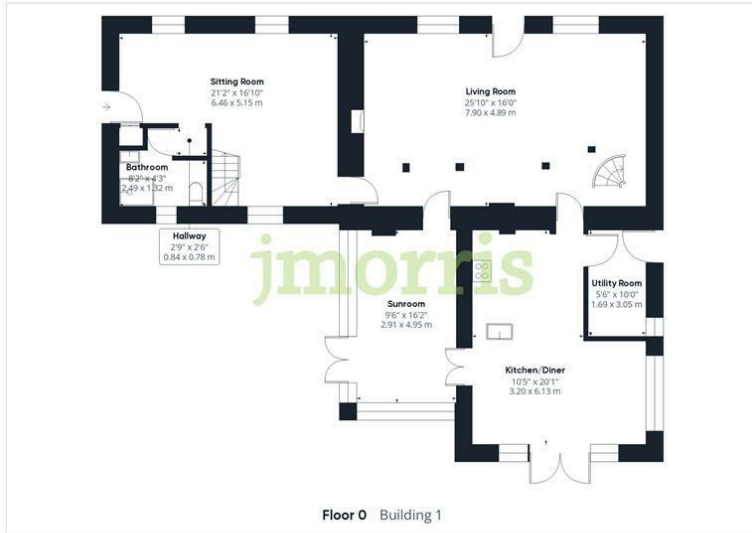 Sitting Room
21'2" x 16'10"
6.46 x 5.15 m
Living Room
25'10" x 16'0"
7.90 x 4.89 m
Bathroom
8'2" x 4'3"
2.49 x 1.32 m
Hallway
2'9" x 2'6"
0.84 x 0.78 m
jmorris
Utility Room
5'6" x 10'0"
1.69 x 3.05 m
Sunroom
9'6" x 16'2"
2.91 x 4.95 m
Kitchen/Diner
10'5" x 20'1"
3.20 x 6.13 m
Floor 0 Building 1